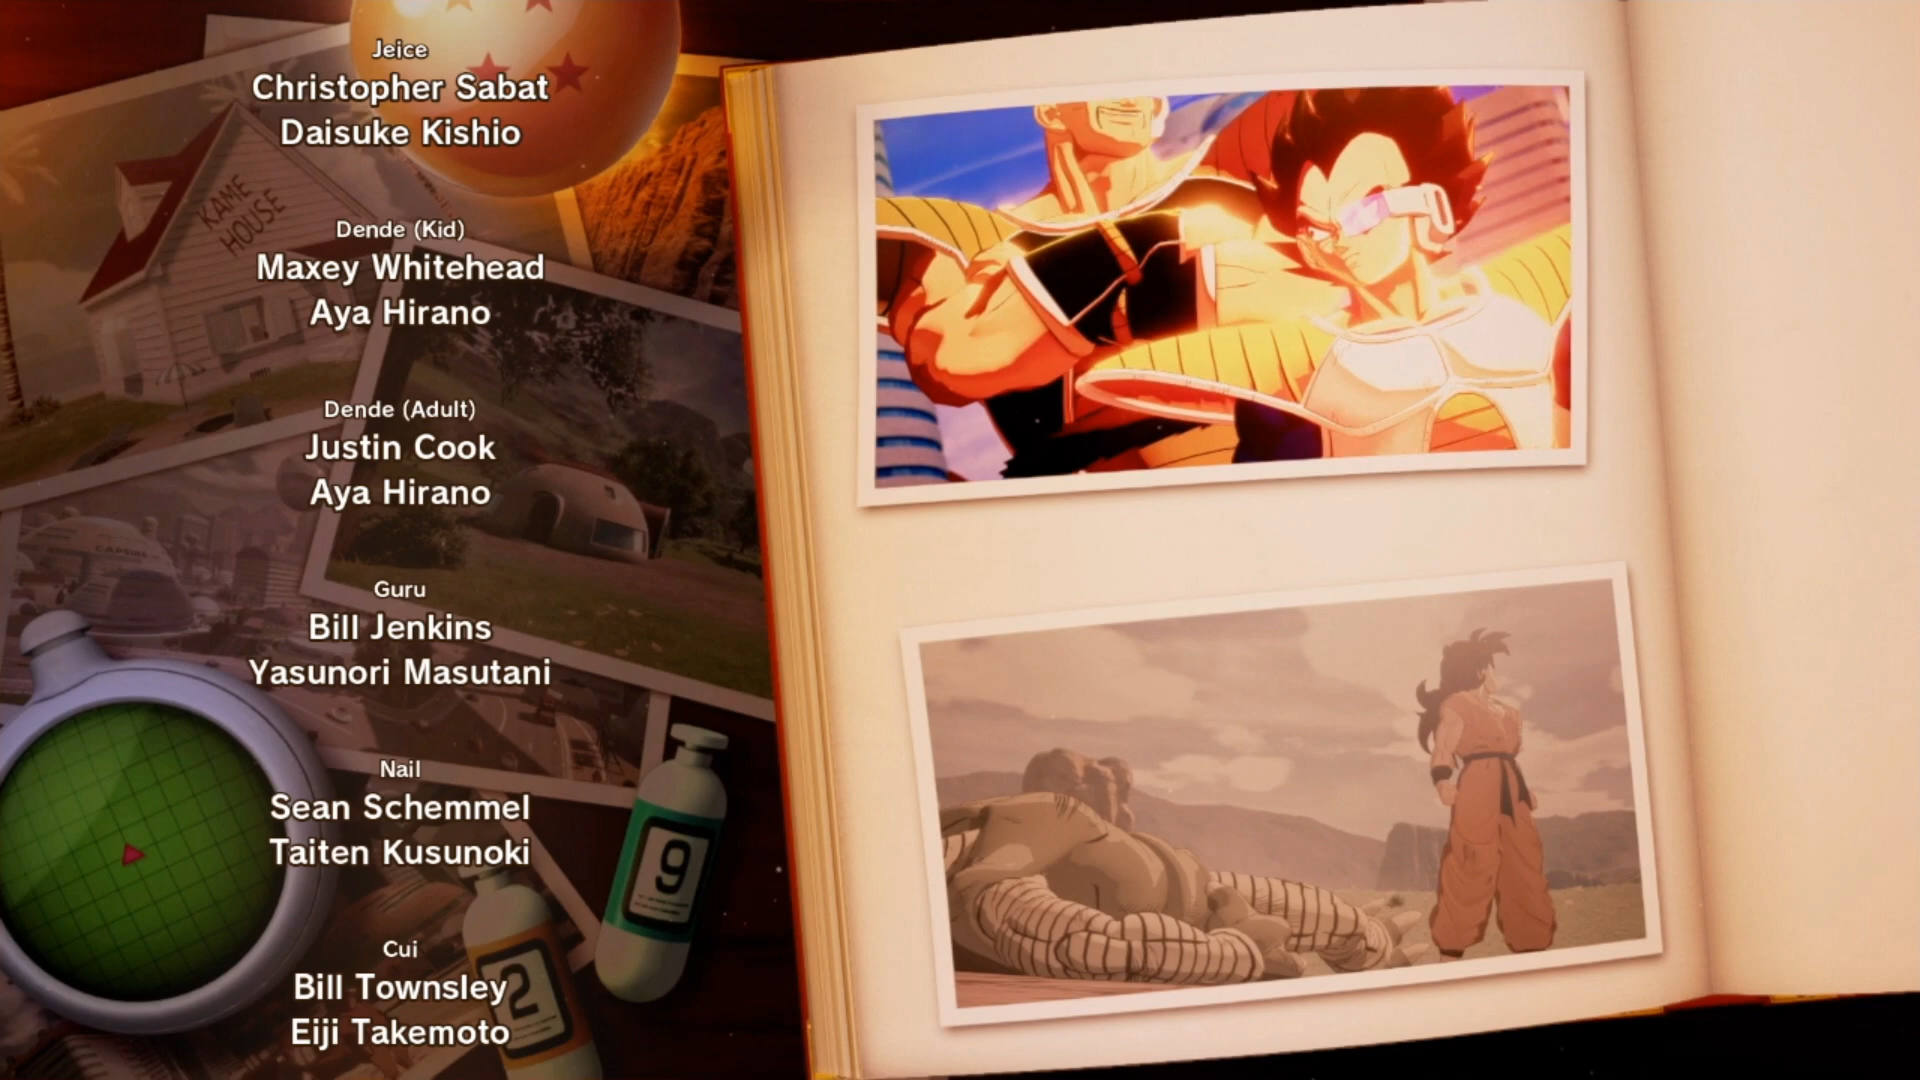 Jeice
Christopher Sabat
Daisuke Kishio
Dende (Kid)
Maxey Whitehead
Aya Hirano
Dende (Adult)
Justin Cook
Aya Hirano
Guru
Bill Jenkins
Yasunori Masutani
Nail
Sean Schemmel
Taiten Kusunoki
Cui
Bill Townsley
Eiji Takemoto
KAME
HOUSE
CAPSULE
9
2